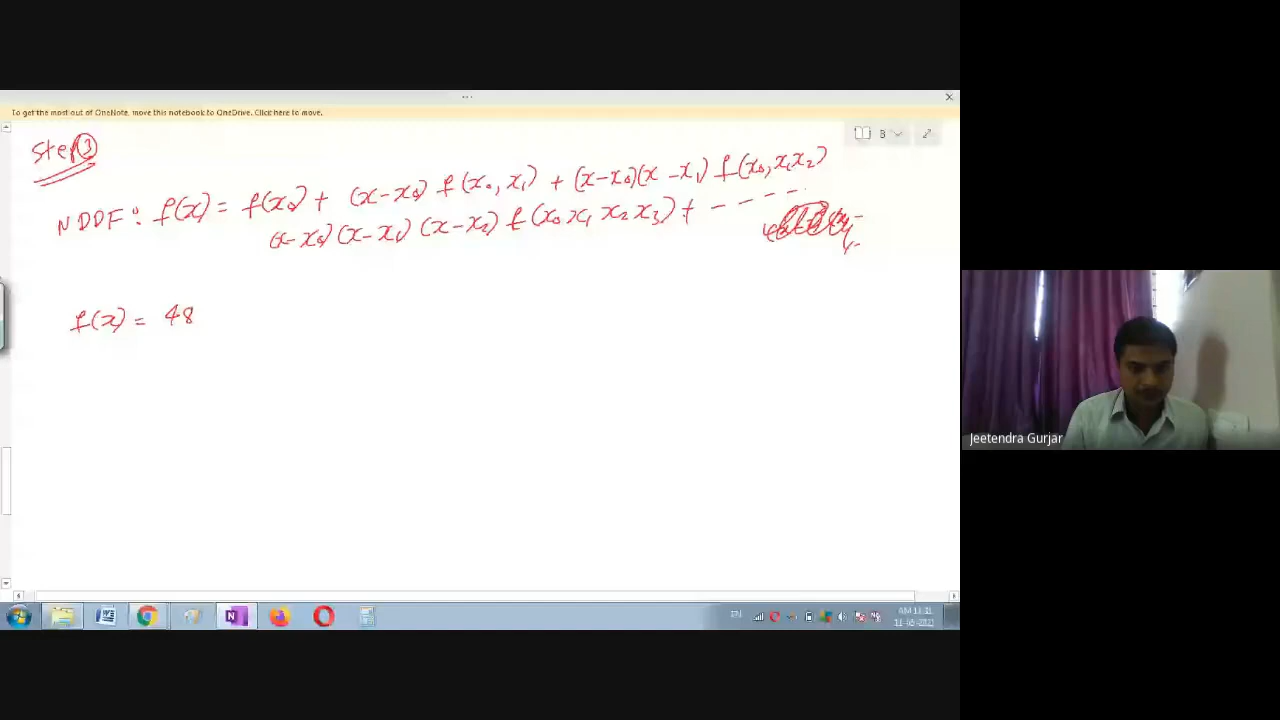 To get the most out of OneNote, move this notebook to OneDrive. Click here to move.
Step ③
NDDF: f(x) = f(x₀) + (x-x₀) f(x₀, x₁) + (x-x₀)(x-x₁) f(x₀, x₁ x₂)
(x-x₀)(x-x₁)(x-x₂) f(x₀ x₁ x₂ x₃) + - - - -
f(x) = 48
Jeetendra Gurjar
EN